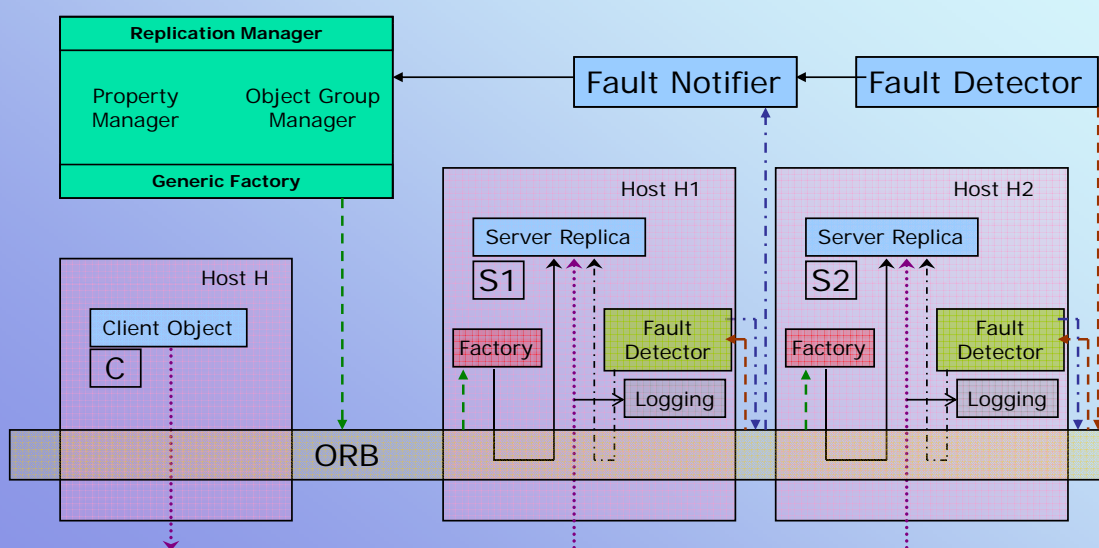 Replication Manager
Property
Manager
Object Group
Manager
Generic Factory
Fault Notifier
Fault Detector
Host H
Client Object
C
Host H1
Server Replica
S1
Factory
Fault
Detector
Logging
Host H2
Server Replica
S2
Factory
Fault
Detector
Logging
ORB